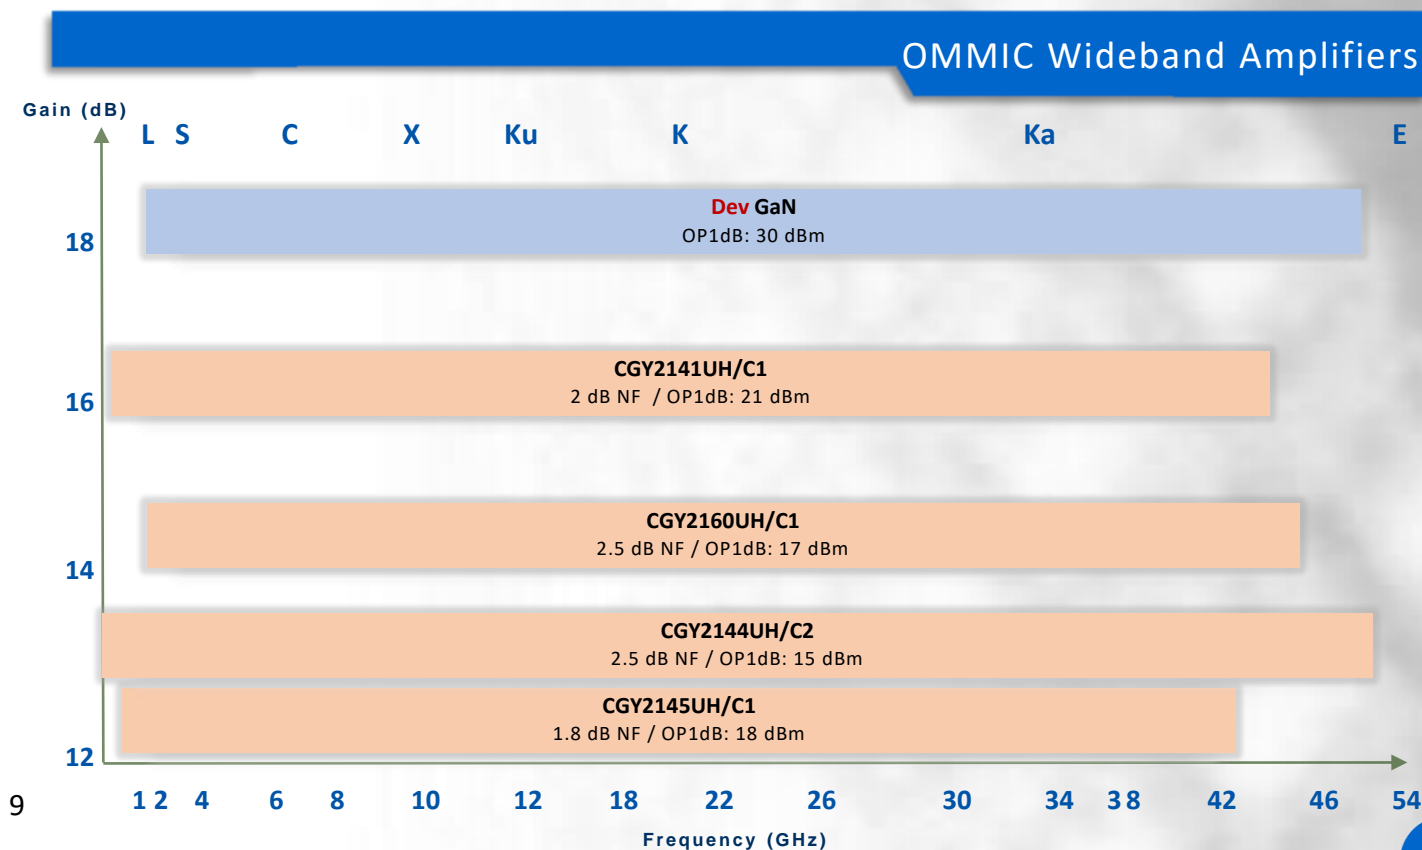 OMMIC Wideband Amplifiers
Gain (dB)
L S C X Ku K Ka E
Dev GaN
OP1dB: 30 dBm
18
CGY2141UH/C1
2 dB NF / OP1dB: 21 dBm
16
CGY2160UH/C1
2.5 dB NF / OP1dB: 17 dBm
14
CGY2144UH/C2
2.5 dB NF / OP1dB: 15 dBm
CGY2145UH/C1
1.8 dB NF / OP1dB: 18 dBm
12
9
1 2 4 6 8 10 12 18 22 26 30 34 38 42 46 54
Frequency (GHz)